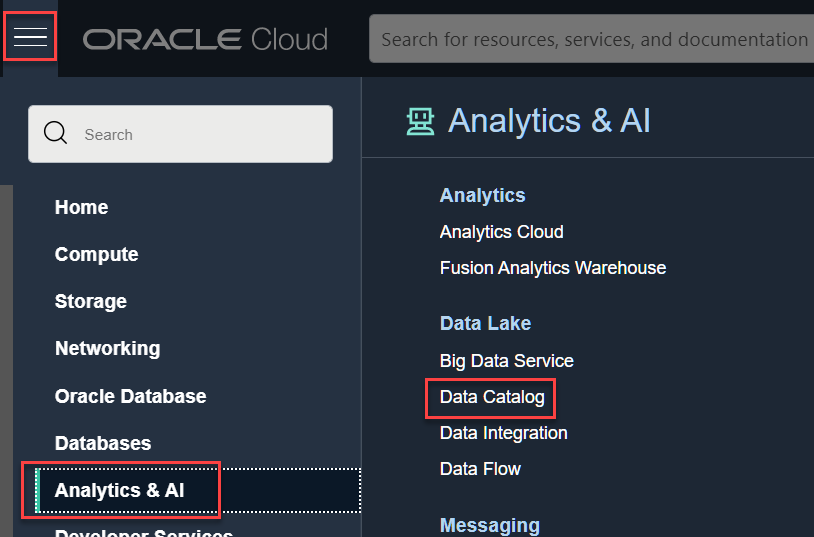 ORACLE Cloud
Search for resources, services, and documentation
Search
Home
Compute
Storage
Networking
Oracle Database
Databases
Analytics & AI
Developer Services
Analytics & AI
Analytics
Analytics Cloud
Fusion Analytics Warehouse
Data Lake
Big Data Service
Data Catalog
Data Integration
Data Flow
Messaging